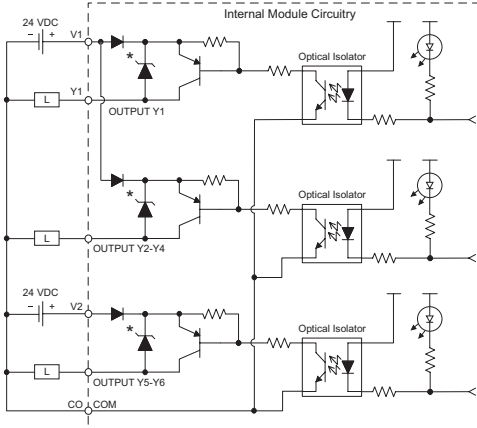 Internal Module Circuitry
24 VDC
− + V1
*
Optical Isolator
Y1
L
OUTPUT Y1
*
Optical Isolator
L
OUTPUT Y2-Y4
24 VDC
− + V2
*
Optical Isolator
L
OUTPUT Y5-Y6
CO COM